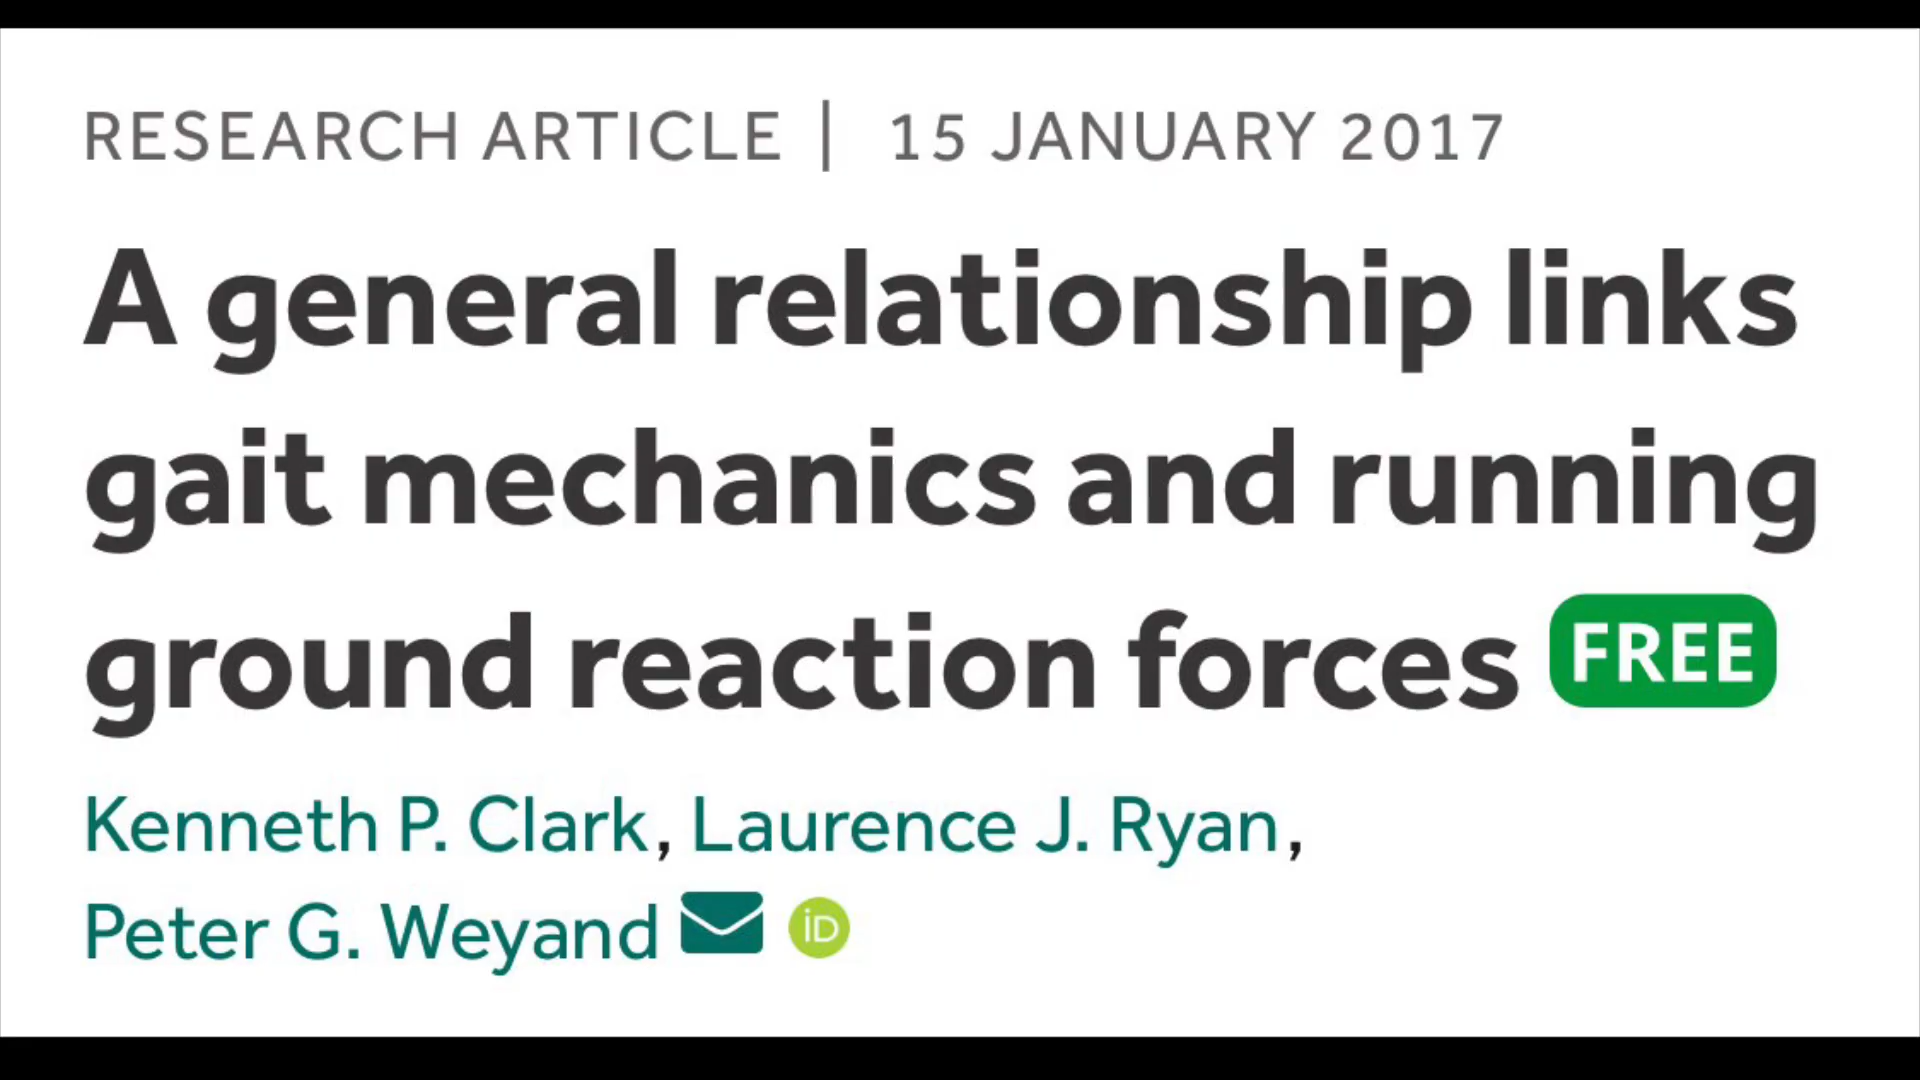 RESEARCH ARTICLE | 15 JANUARY 2017
A general relationship links
gait mechanics and running
ground reaction forces FREE
Kenneth P. Clark, Laurence J. Ryan,
Peter G. Weyand iD